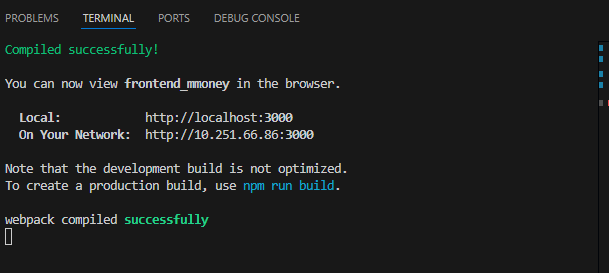 PROBLEMS TERMINAL PORTS DEBUG CONSOLE
Compiled successfully!
You can now view frontend_mmoney in the browser.
Local: http://localhost:3000
On Your Network: http://10.251.66.86:3000
Note that the development build is not optimized.
To create a production build, use npm run build.
webpack compiled successfully